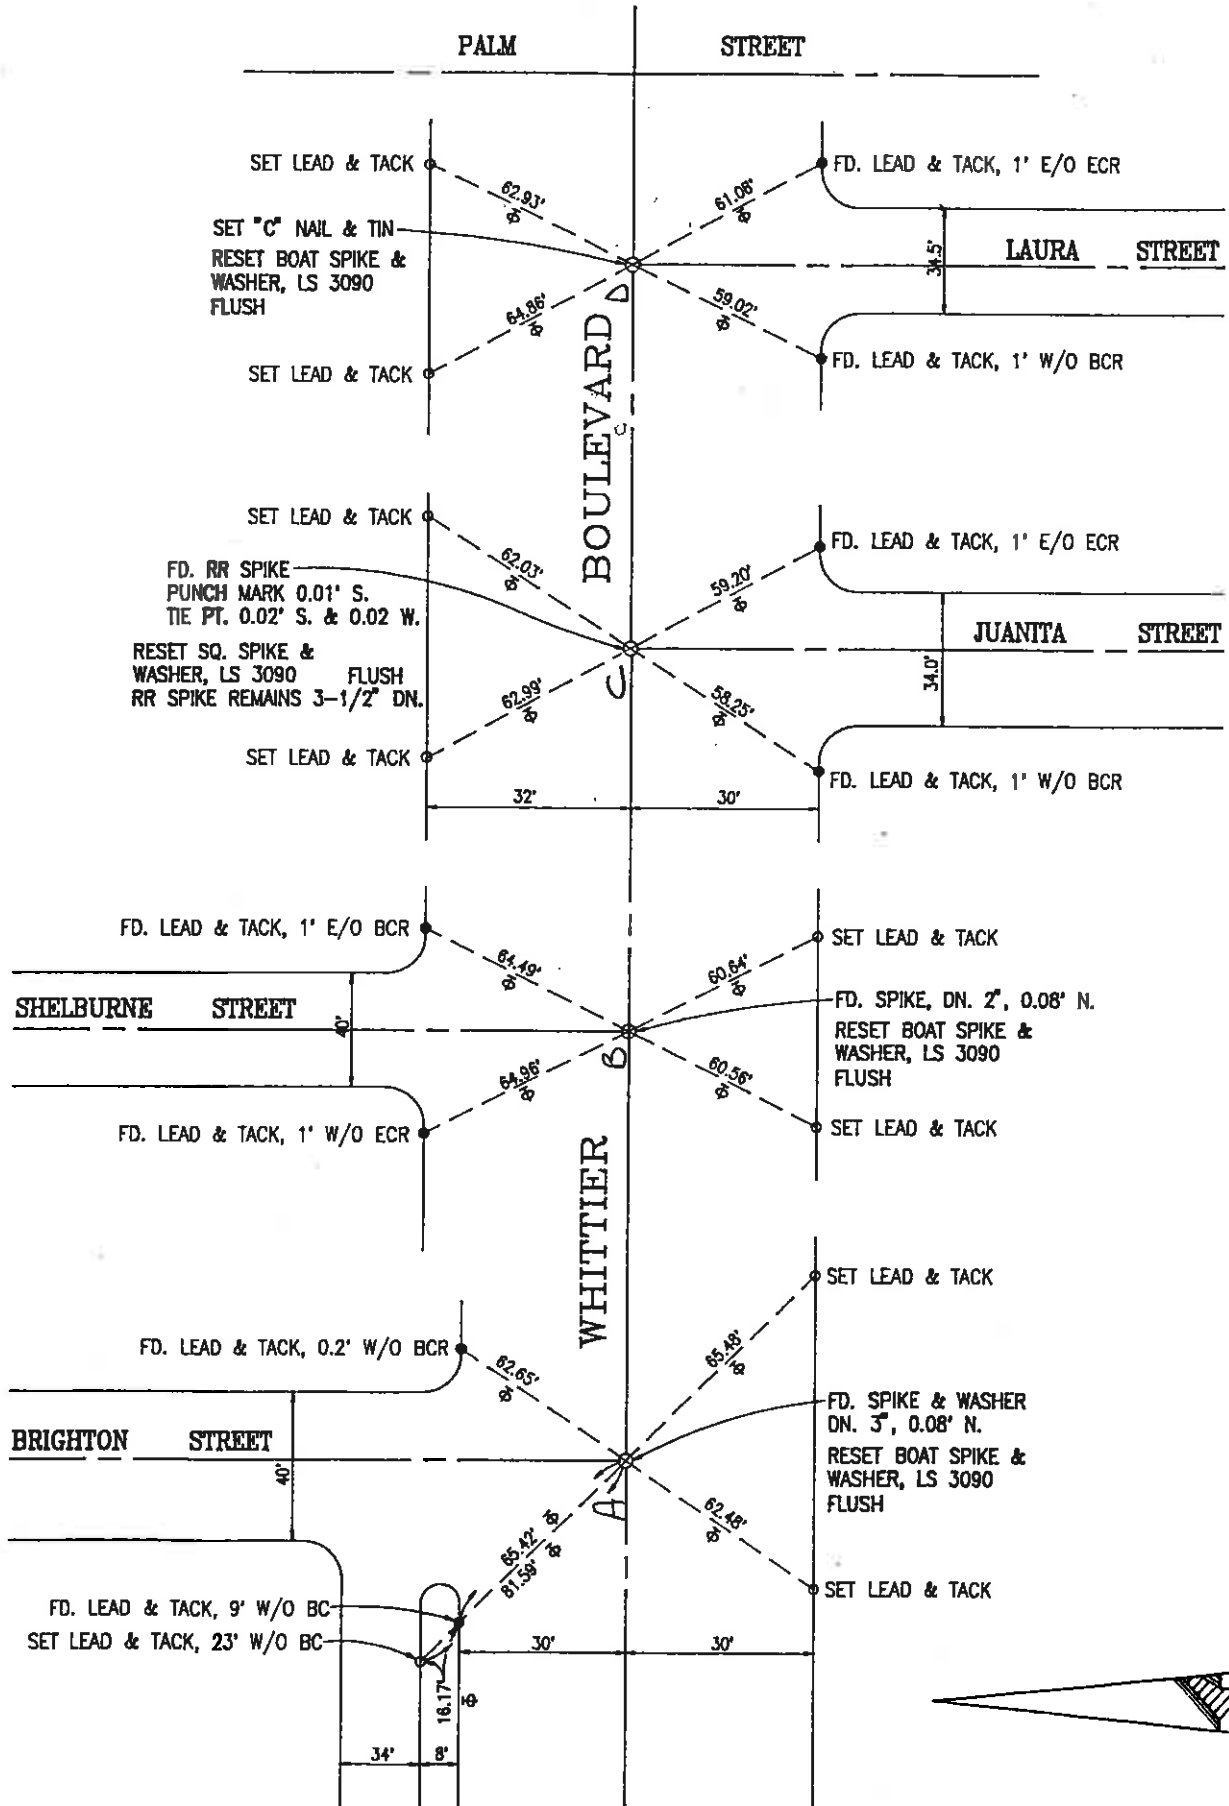 PALM STREET
SET LEAD & TACK
FD. LEAD & TACK, 1' E/O ECR
62.93'
61.08'
SET "C" NAIL & TIN
RESET BOAT SPIKE &
WASHER, LS 3090
FLUSH
34.5'
LAURA STREET
D
64.86'
59.02'
SET LEAD & TACK
FD. LEAD & TACK, 1' W/O BCR
BOULEVARD
SET LEAD & TACK
FD. LEAD & TACK, 1' E/O ECR
62.03'
59.20'
FD. RR SPIKE
PUNCH MARK 0.01' S.
TIE PT. 0.02' S. & 0.02 W.
RESET SQ. SPIKE &
WASHER, LS 3090 FLUSH
RR SPIKE REMAINS 3-1/2" DN.
JUANITA STREET
34.0'
C
62.99'
58.25'
SET LEAD & TACK
FD. LEAD & TACK, 1' W/O BCR
32'
30'
FD. LEAD & TACK, 1' E/O BCR
SET LEAD & TACK
64.49'
60.64'
SHELBURNE STREET
40'
FD. SPIKE, DN. 2", 0.08' N.
RESET BOAT SPIKE &
WASHER, LS 3090
FLUSH
B
64.96'
60.56'
FD. LEAD & TACK, 1' W/O ECR
SET LEAD & TACK
WHITTIER
SET LEAD & TACK
FD. LEAD & TACK, 0.2' W/O BCR
62.65'
65.48'
BRIGHTON STREET
40'
FD. SPIKE & WASHER
DN. 3", 0.08' N.
RESET BOAT SPIKE &
WASHER, LS 3090
FLUSH
A
65.42'
81.59'
62.48'
SET LEAD & TACK
FD. LEAD & TACK, 9' W/O BC
SET LEAD & TACK, 23' W/O BC
30'
30'
16.17'
34'
8'